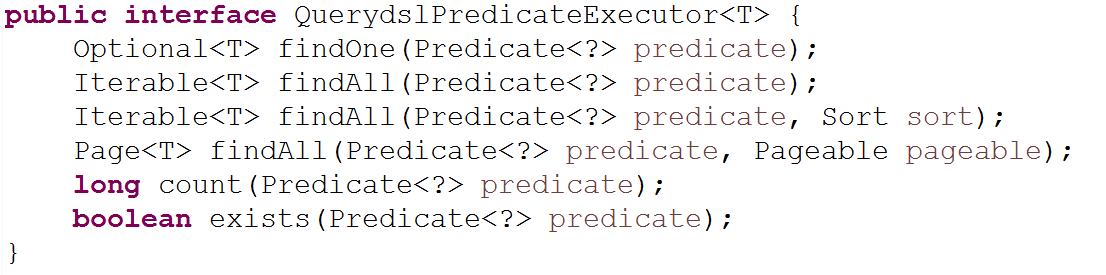 public interface QuerydslPredicateExecutor<T> {
    Optional<T> findOne(Predicate<?> predicate);
    Iterable<T> findAll(Predicate<?> predicate);
    Iterable<T> findAll(Predicate<?> predicate, Sort sort);
    Page<T> findAll(Predicate<?> predicate, Pageable pageable);
    long count(Predicate<?> predicate);
    boolean exists(Predicate<?> predicate);
}